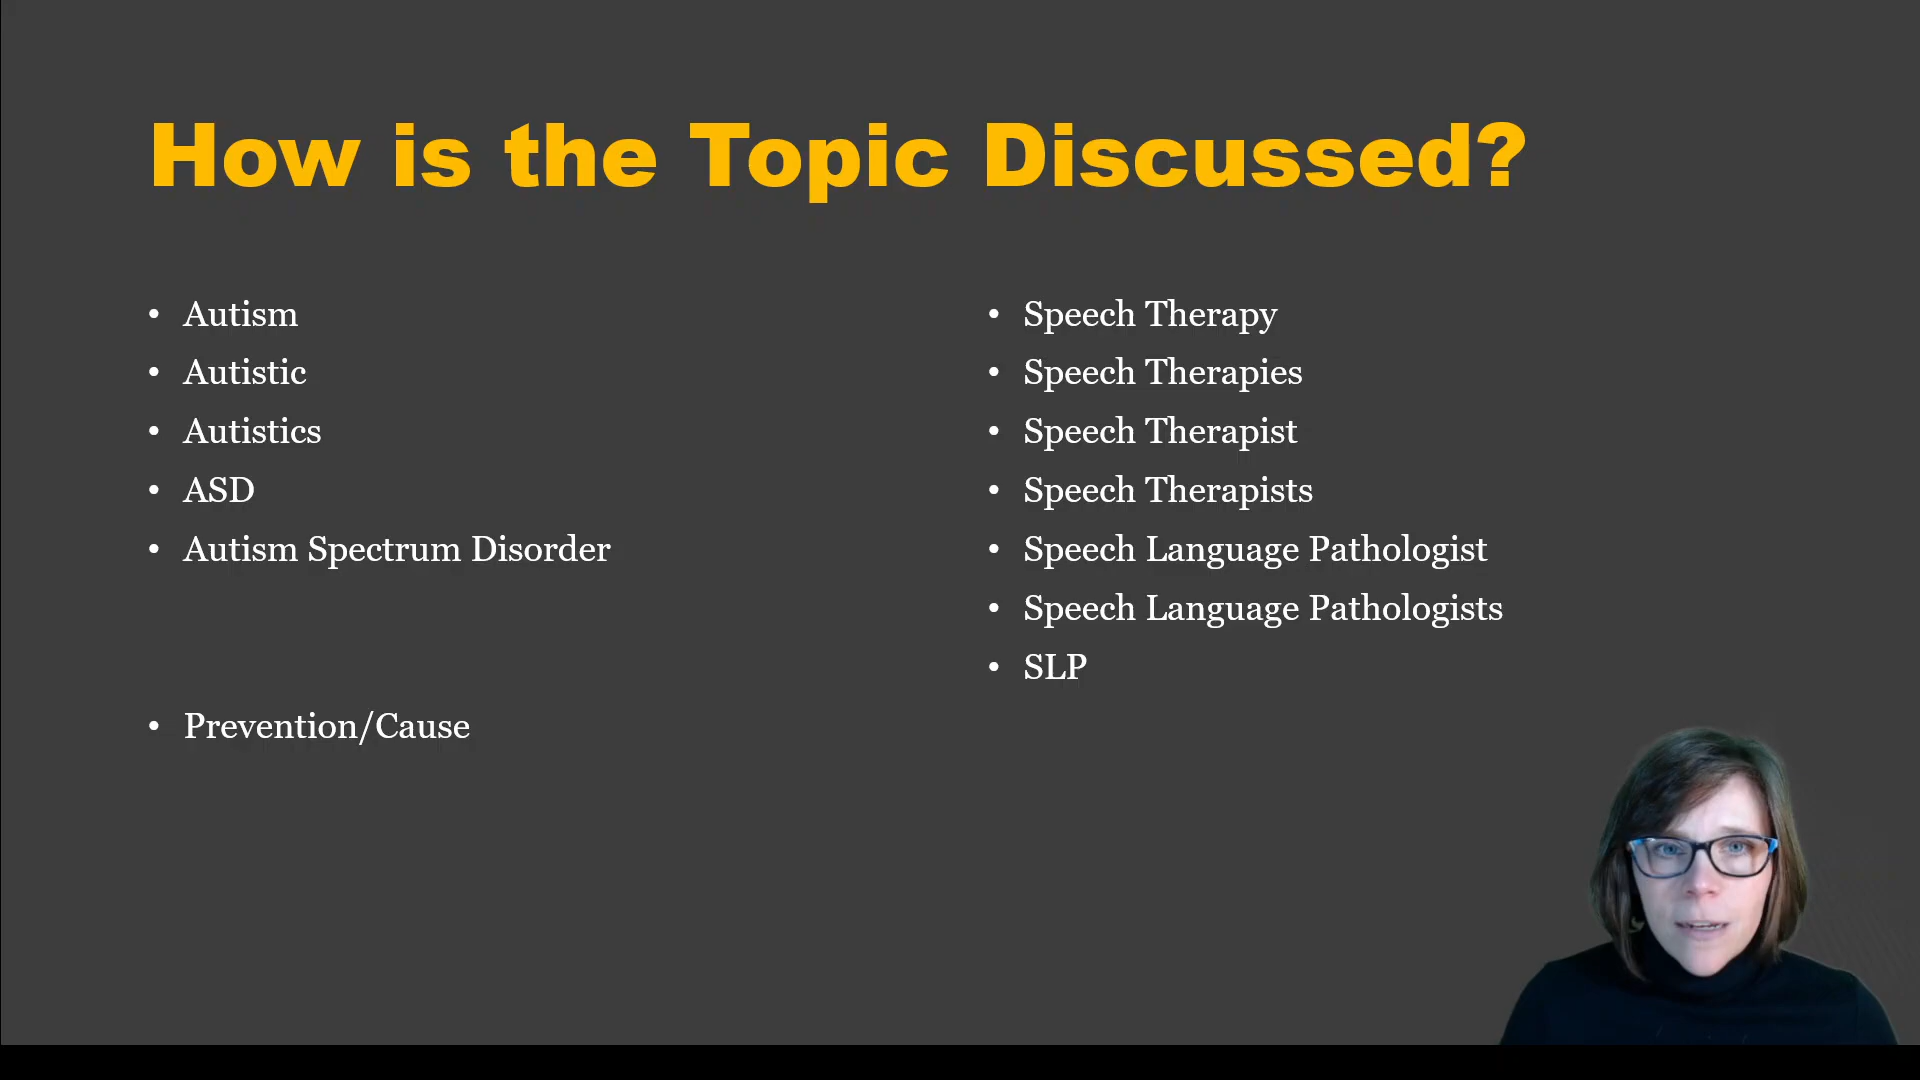 How is the Topic Discussed?
• Autism
• Autistic
• Autistics
• ASD
• Autism Spectrum Disorder
• Prevention/Cause
• Speech Therapy
• Speech Therapies
• Speech Therapist
• Speech Therapists
• Speech Language Pathologist
• Speech Language Pathologists
• SLP